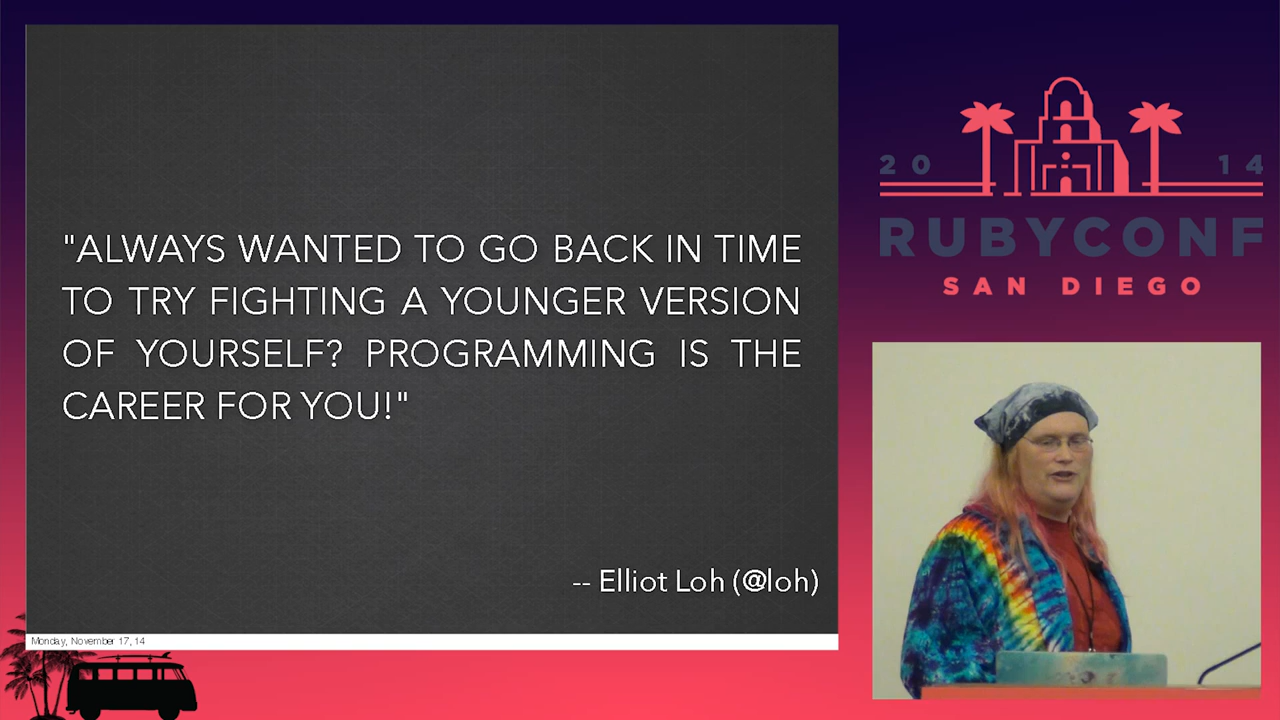 "ALWAYS WANTED TO GO BACK IN TIME
TO TRY FIGHTING A YOUNGER VERSION
OF YOURSELF? PROGRAMMING IS THE
CAREER FOR YOU!"
-- Elliot Loh (@loh)
Monday, November 17, 14
20 14
RUBYCONF
SAN DIEGO